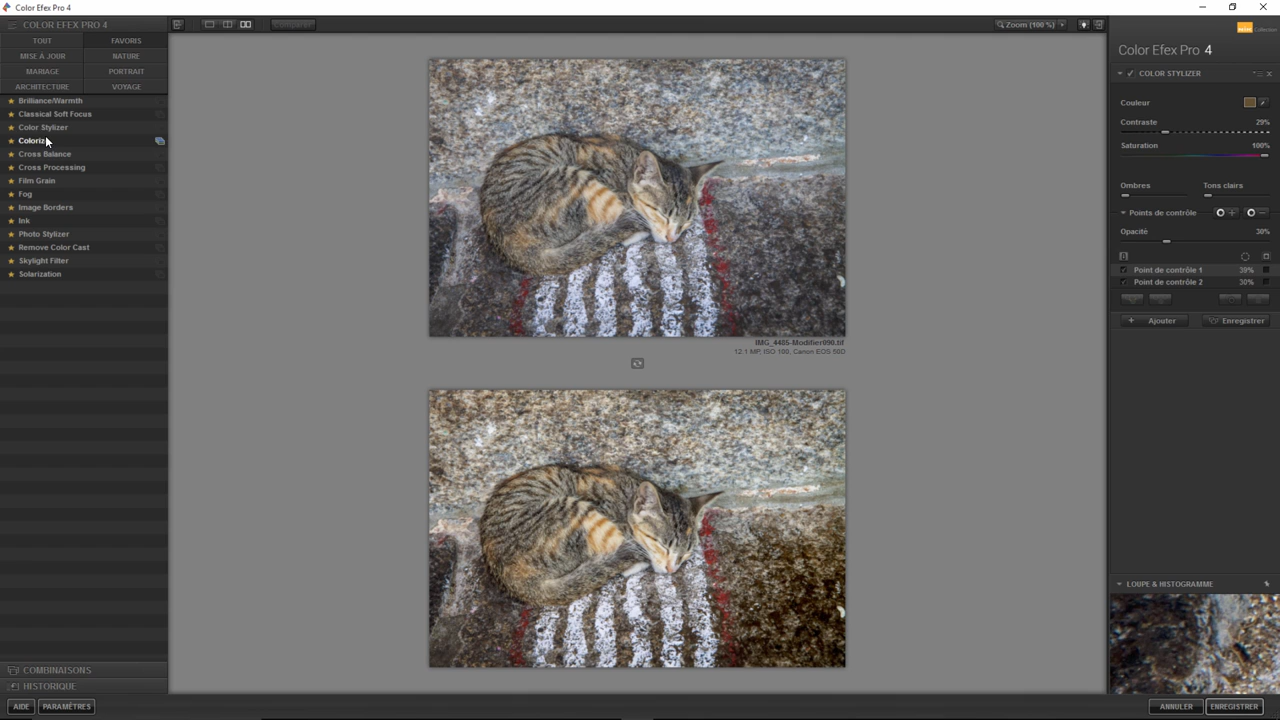 Color Efex Pro 4
COLOR EFEX PRO 4
TOUT
FAVORIS
MISE À JOUR
NATURE
MARIAGE
PORTRAIT
ARCHITECTURE
VOYAGE
Brilliance/Warmth
Classical Soft Focus
Color Stylizer
Cross Balance
Cross Processing
Film Grain
Fog
Image Borders
Ink
Photo Stylizer
Remove Color Cast
Skylight Filter
Solarization
COMBINAISONS
HISTORIQUE
AIDE
PARAMÈTRES
Comparer
Zoom (100 %)
IMG_4485-Modifier090.tif
12.1 MP, ISO 100, Canon EOS 50D
Collection
Color Efex Pro 4
COLOR STYLIZER
Couleur
Contraste 29%
Saturation 100%
Ombres
Tons clairs
Points de contrôle
Opacité 30%
Point de contrôle 1 39%
Point de contrôle 2 30%
+ Ajouter
Enregistrer
LOUPE & HISTOGRAMME
ANNULER
ENREGISTRER